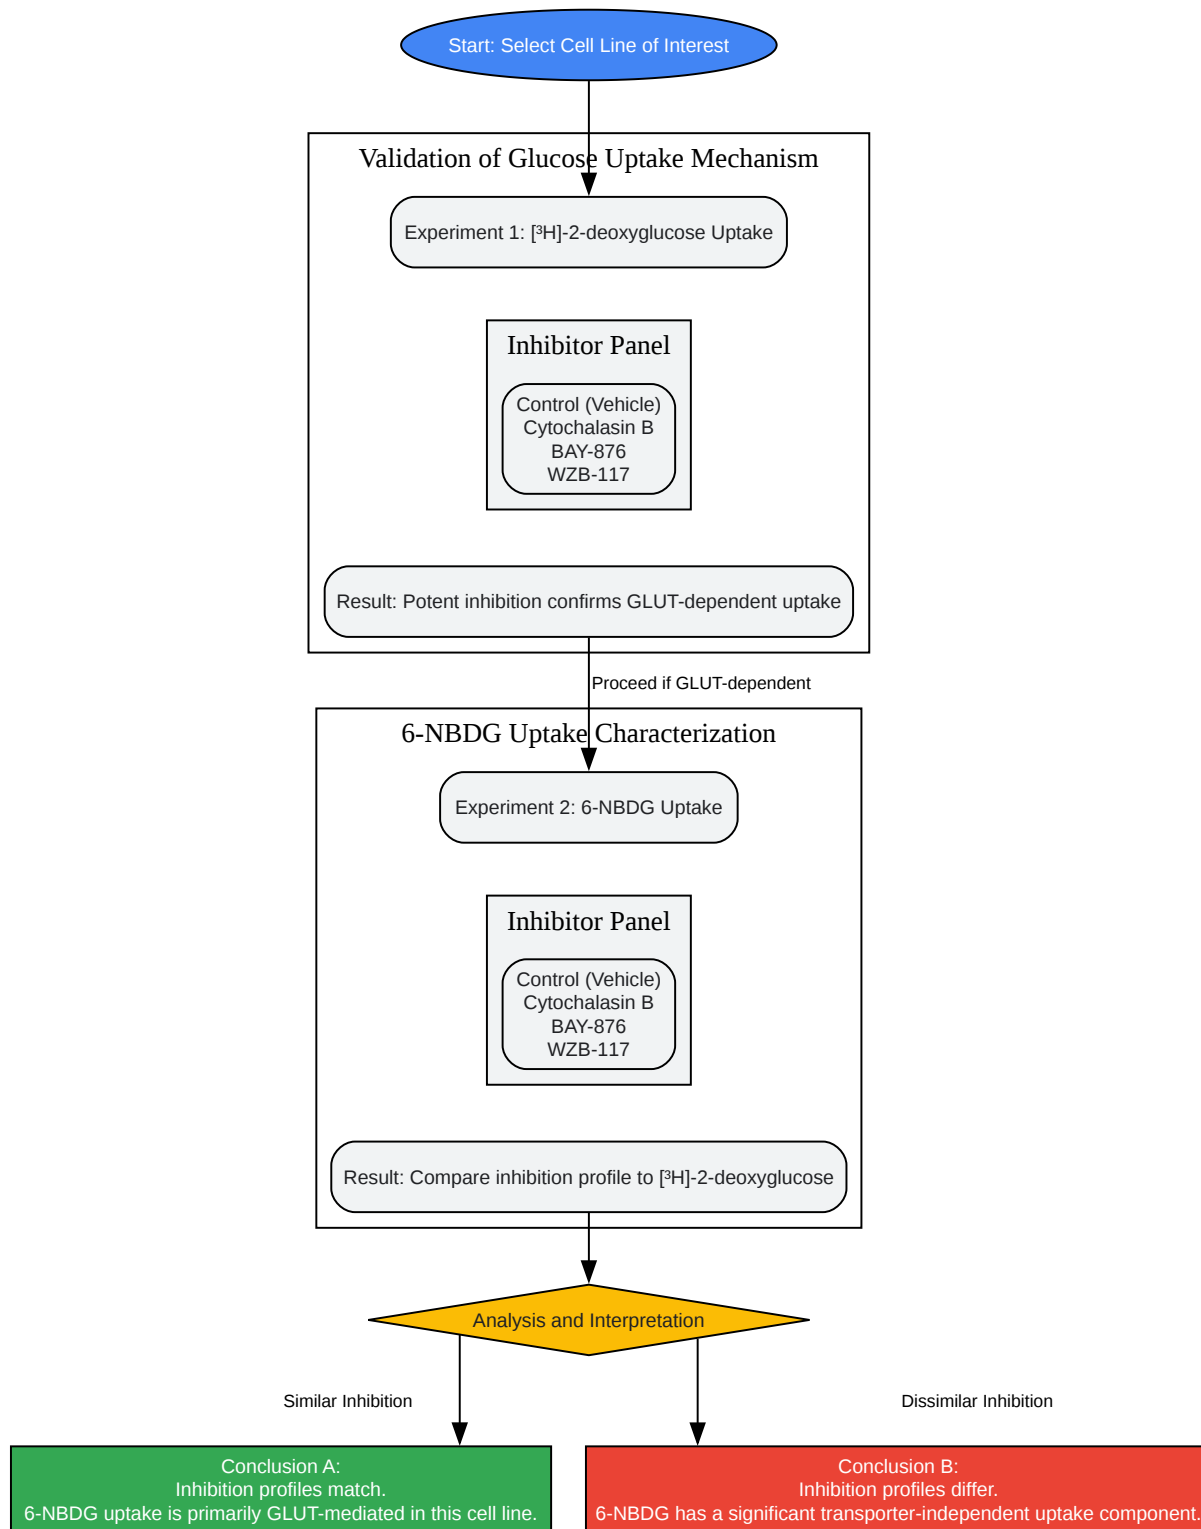 Start: Select Cell Line of Interest
Validation of Glucose Uptake Mechanism
Experiment 1: [³H]-2-deoxyglucose Uptake
Inhibitor Panel
Control (Vehicle)
Cytochalasin B
BAY-876
WZB-117
Result: Potent inhibition confirms GLUT-dependent uptake
Proceed if GLUT-dependent
6-NBDG Uptake Characterization
Experiment 2: 6-NBDG Uptake
Inhibitor Panel
Control (Vehicle)
Cytochalasin B
BAY-876
WZB-117
Result: Compare inhibition profile to [³H]-2-deoxyglucose
Analysis and Interpretation
Similar Inhibition
Dissimilar Inhibition
Conclusion A:
Inhibition profiles match.
6-NBDG uptake is primarily GLUT-mediated in this cell line.
Conclusion B:
Inhibition profiles differ.
6-NBDG has a significant transporter-independent uptake component.